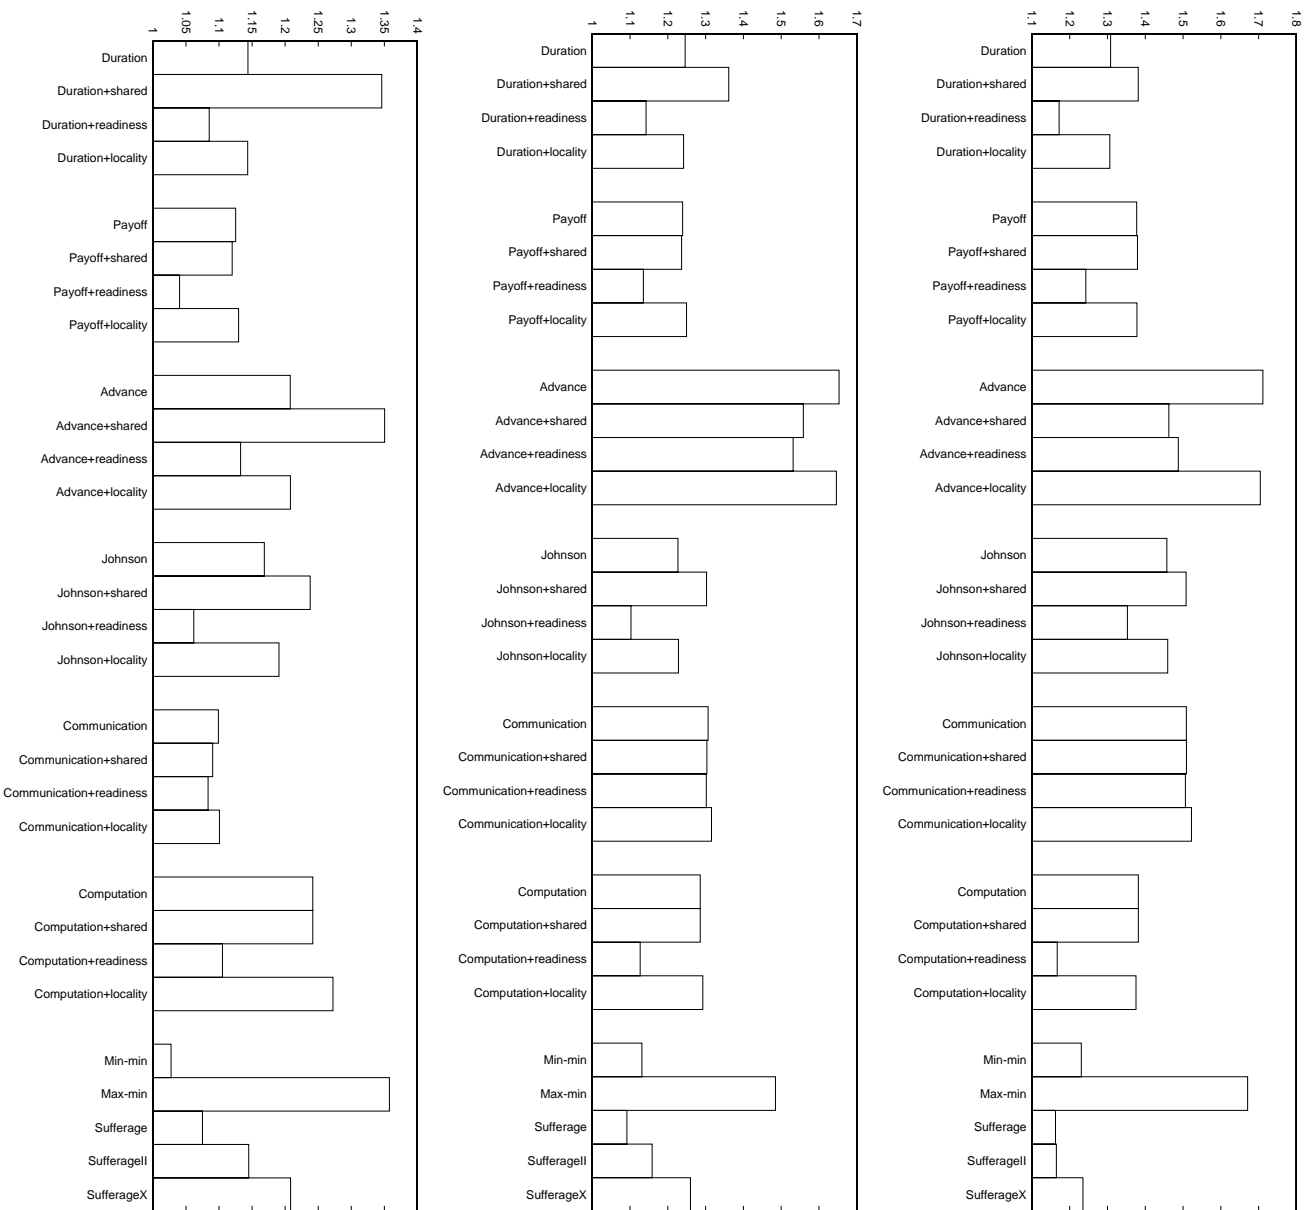 1
1.05
1.1
1.15
1.2
1.25
1.3
1.35
1.4
Duration
Duration+shared
Duration+readiness
Duration+locality
Payoff
Payoff+shared
Payoff+readiness
Payoff+locality
Advance
Advance+shared
Advance+readiness
Advance+locality
Johnson
Johnson+shared
Johnson+readiness
Johnson+locality
Communication
Communication+shared
Communication+readiness
Communication+locality
Computation
Computation+shared
Computation+readiness
Computation+locality
Min-min
Max-min
Sufferage
SufferageII
SufferageX
1
1.1
1.2
1.3
1.4
1.5
1.6
1.7
Duration
Duration+shared
Duration+readiness
Duration+locality
Payoff
Payoff+shared
Payoff+readiness
Payoff+locality
Advance
Advance+shared
Advance+readiness
Advance+locality
Johnson
Johnson+shared
Johnson+readiness
Johnson+locality
Communication
Communication+shared
Communication+readiness
Communication+locality
Computation
Computation+shared
Computation+readiness
Computation+locality
Min-min
Max-min
Sufferage
SufferageII
SufferageX
1.1
1.2
1.3
1.4
1.5
1.6
1.7
1.8
Duration
Duration+shared
Duration+readiness
Duration+locality
Payoff
Payoff+shared
Payoff+readiness
Payoff+locality
Advance
Advance+shared
Advance+readiness
Advance+locality
Johnson
Johnson+shared
Johnson+readiness
Johnson+locality
Communication
Communication+shared
Communication+readiness
Communication+locality
Computation
Computation+shared
Computation+readiness
Computation+locality
Min-min
Max-min
Sufferage
SufferageII
SufferageX